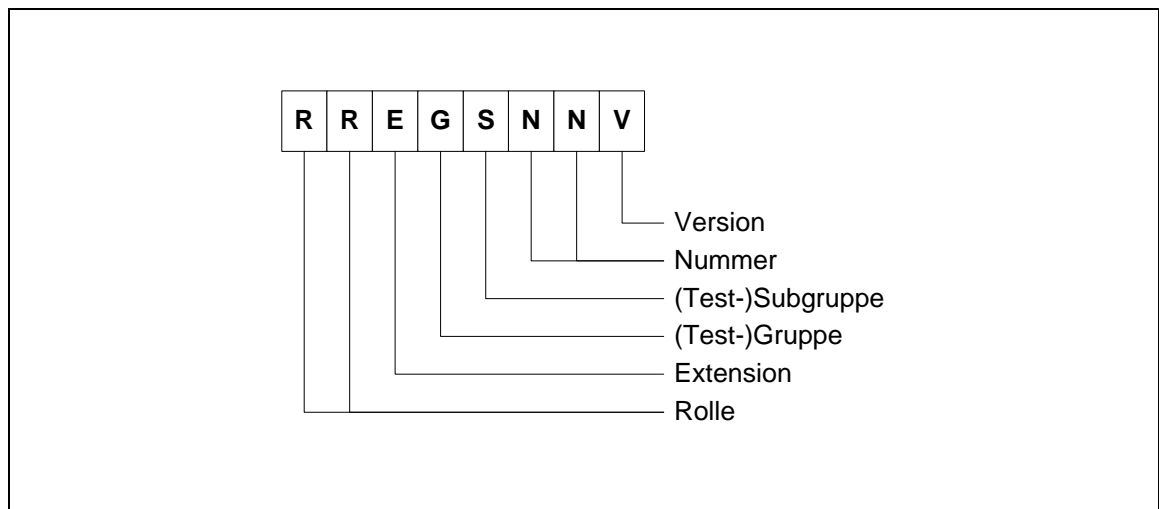 R R E G S N N V
Version
Nummer
(Test-)Subgruppe
(Test-)Gruppe
Extension
Rolle